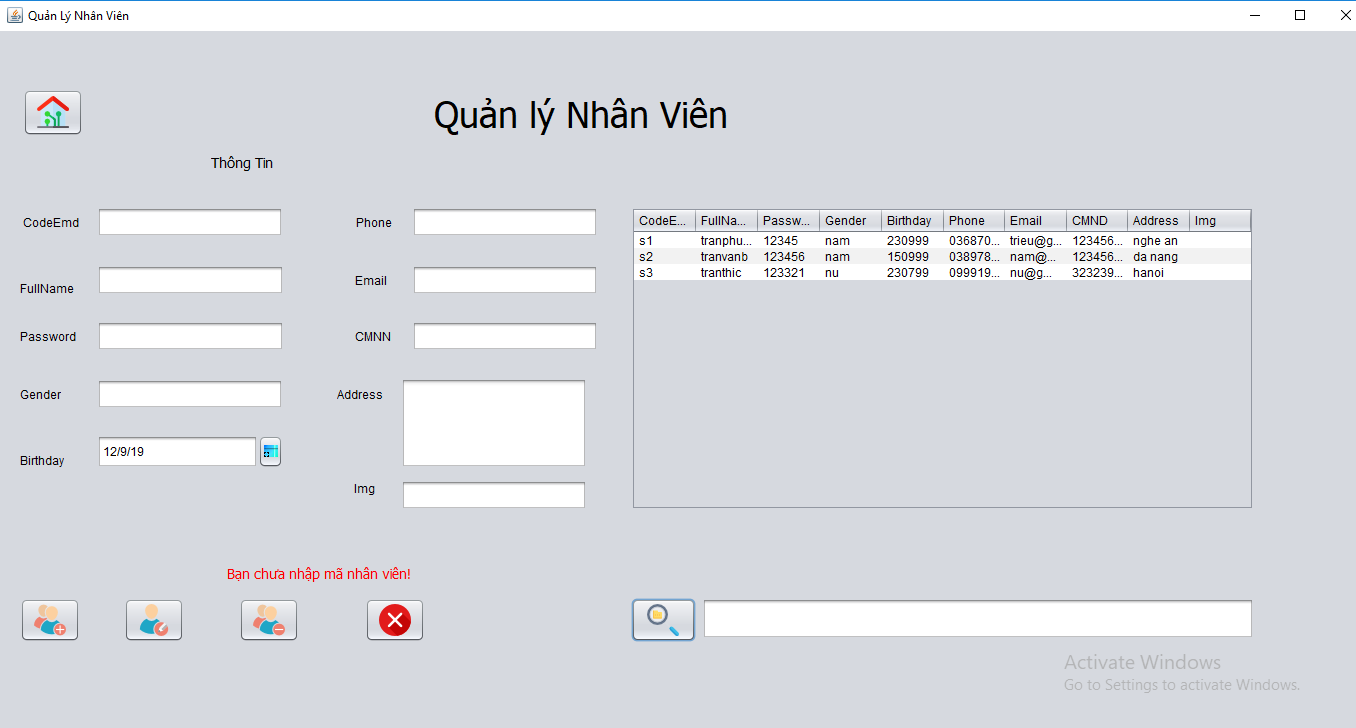 Quản Lý Nhân Viên
Quản lý Nhân Viên
Thông Tin
CodeEmd
FullName
Password
Gender
Birthday 12/9/19
Phone
Email
CMNN
Address
Img
CodeE... FullNa... Passw... Gender Birthday Phone Email CMND Address Img
s1 tranphu... 12345 nam 230999 036870... trieu@g... 123456... nghe an
s2 tranvanb 123456 nam 150999 038978... nam@... 123456... da nang
s3 tranthic 123321 nu 230799 099919... nu@g... 323239... hanoi
Bạn chưa nhập mã nhân viên!
Activate Windows
Go to Settings to activate Windows.